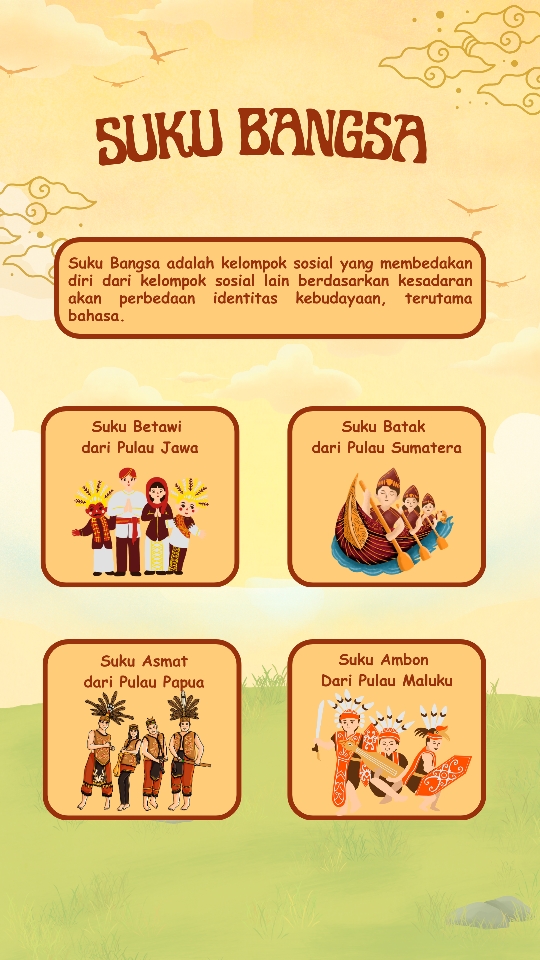 SUKU BANGSA
Suku Bangsa adalah kelompok sosial yang membedakan
diri dari kelompok sosial lain berdasarkan kesadaran
akan perbedaan identitas kebudayaan, terutama
bahasa.
Suku Betawi
dari Pulau Jawa
Suku Batak
dari Pulau Sumatera
Suku Asmat
dari Pulau Papua
Suku Ambon
Dari Pulau Maluku